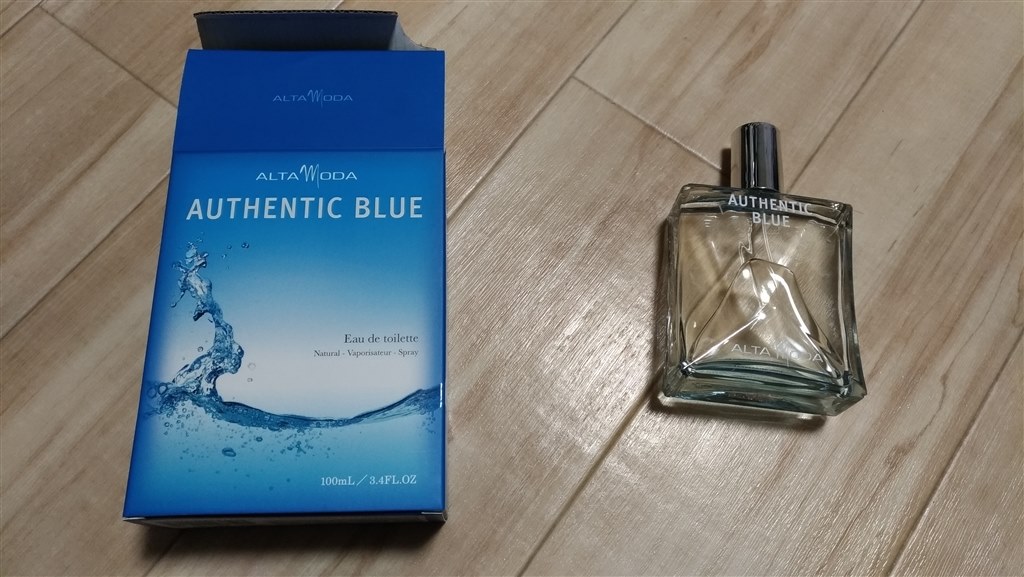 ALTA MODA
ALTA MODA
AUTHENTIC BLUE
Eau de toilette
Natural - Vaporisateur - Spray
100mL／3.4FL.OZ
AUTHENTIC
BLUE
ALTA MODA